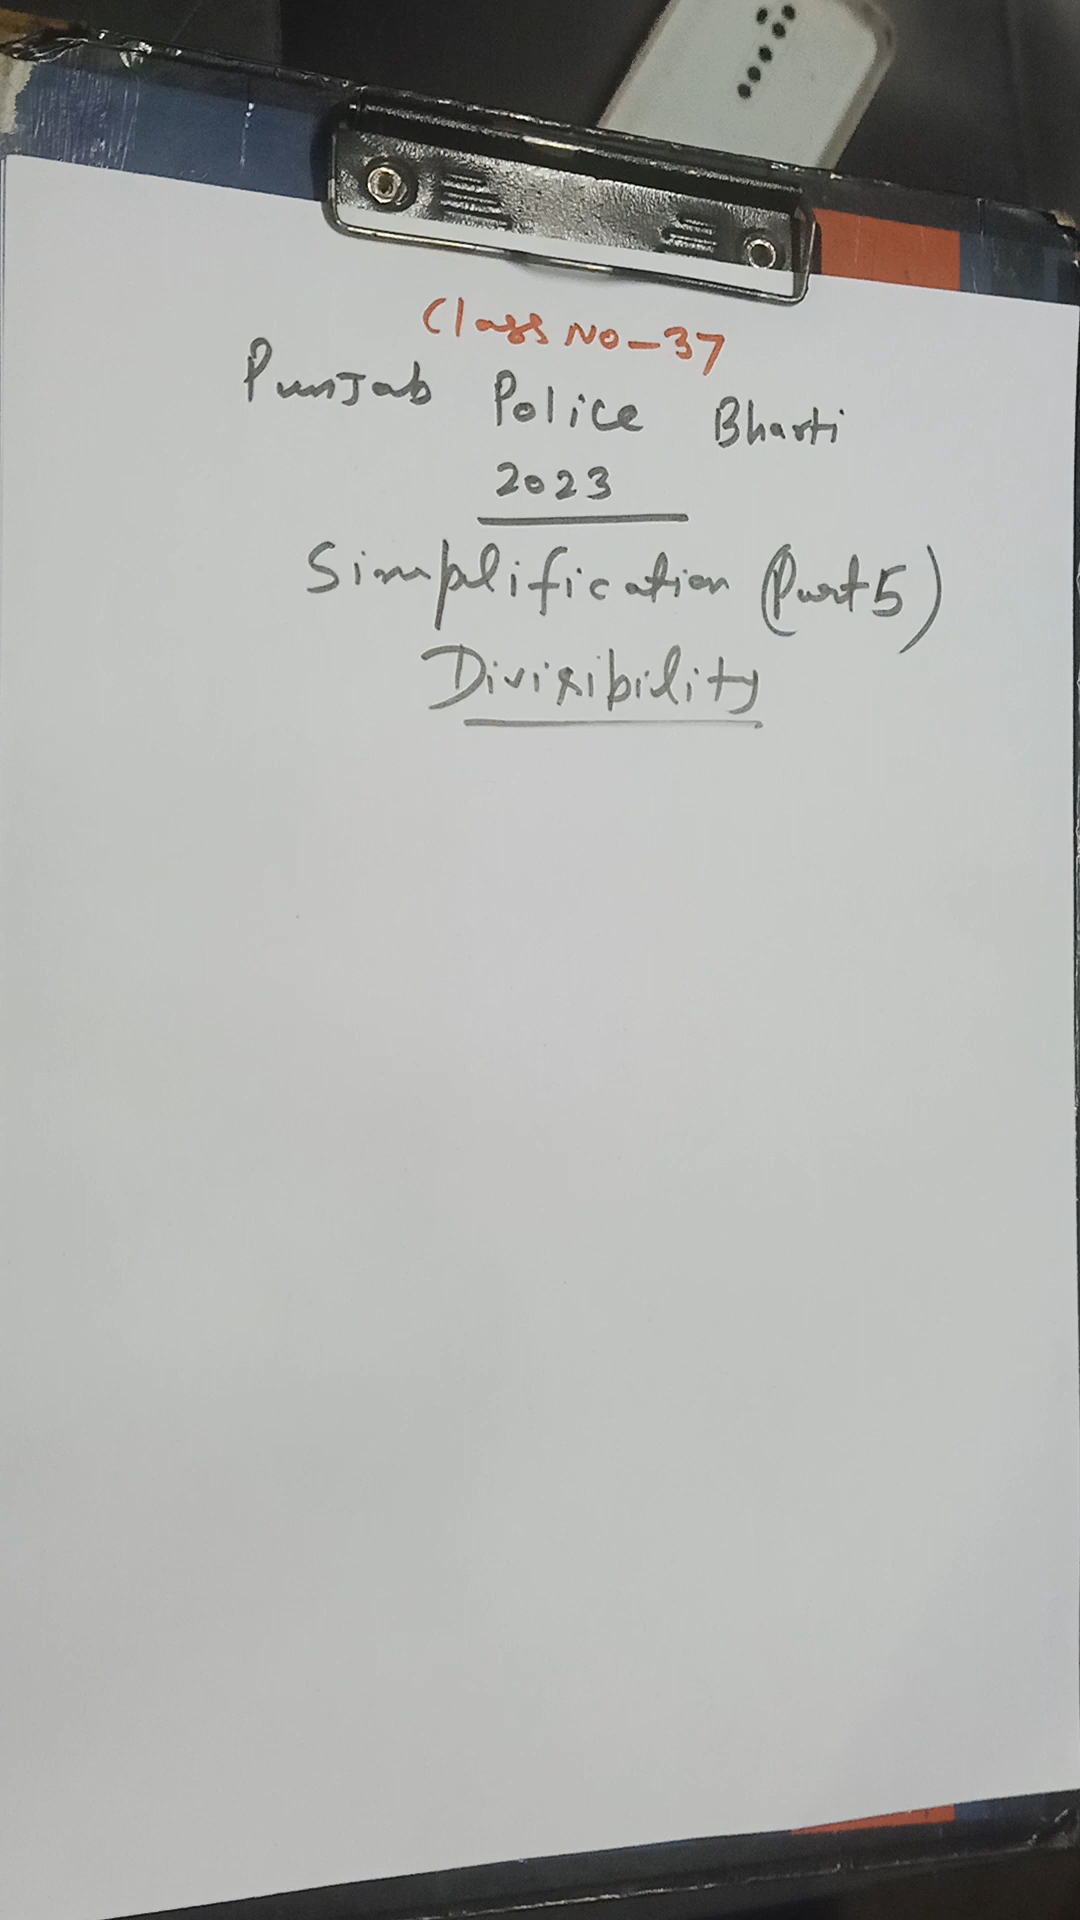 Class No-37
Punjab Police Bharti
2023
Simplification (Part 5)
Divisibility